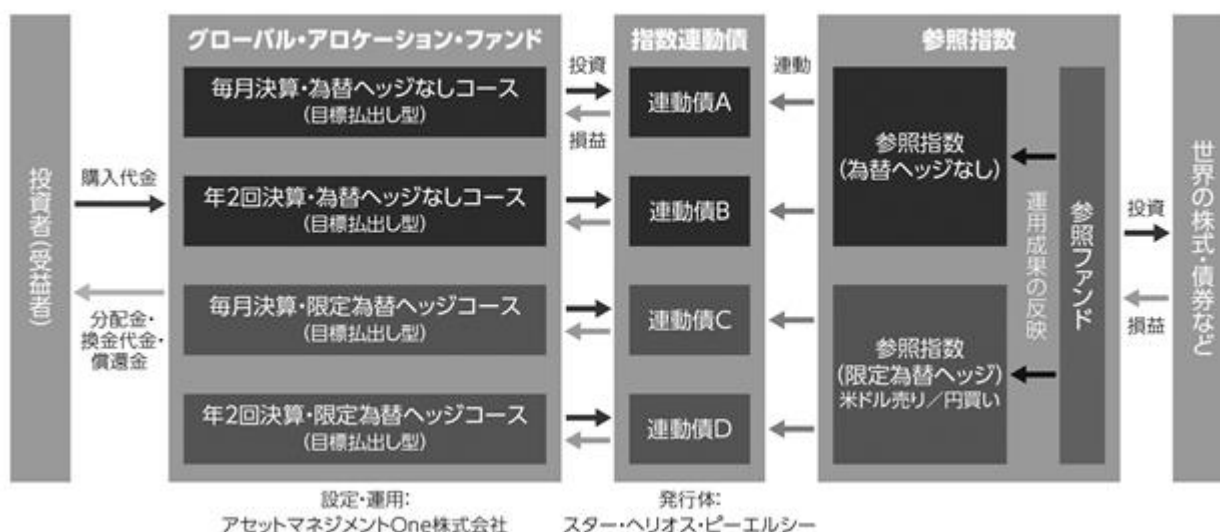 投資者(受益者)
購入代金
分配金・
換金代金・
償還金
グローバル・アロケーション・ファンド
毎月決算・為替ヘッジなしコース
(目標払出し型)
年2回決算・為替ヘッジなしコース
(目標払出し型)
毎月決算・限定為替ヘッジコース
(目標払出し型)
年2回決算・限定為替ヘッジコース
(目標払出し型)
設定・運用:
アセットマネジメントOne株式会社
投資
損益
指数連動債
連動債A
連動債B
連動債C
連動債D
発行体:
スター・ヘリオス・ピーエルシー
連動
参照指数
参照指数
(為替ヘッジなし)
参照指数
(限定為替ヘッジ)
米ドル売り/円買い
運用成果の反映
参照ファンド
投資
損益
世界の株式・債券など